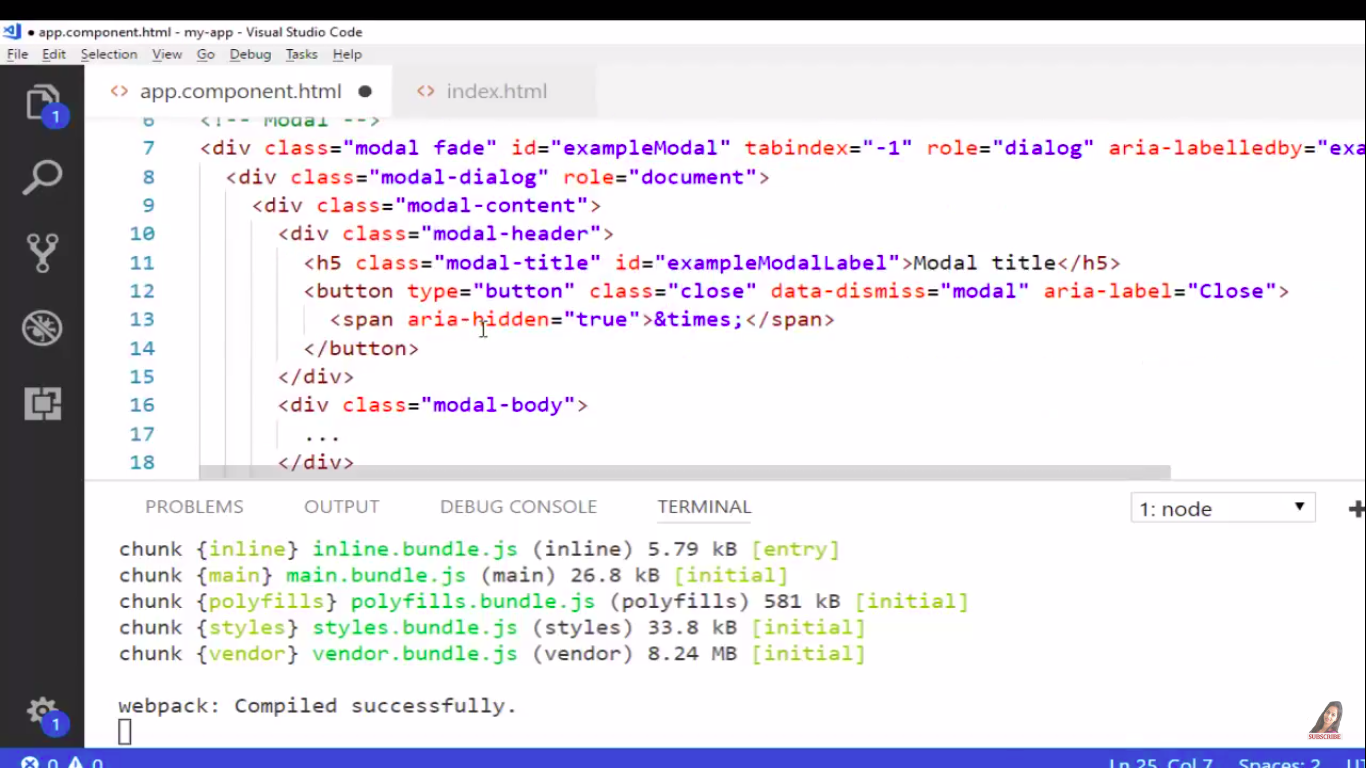 app.component.html - my-app - Visual Studio Code
File Edit Selection View Go Debug Tasks Help
1 <> app.component.html ● <> index.html
6 <!-- Modal -->
7 <div class="modal fade" id="exampleModal" tabindex="-1" role="dialog" aria-labelledby="exa
8 <div class="modal-dialog" role="document">
9 <div class="modal-content">
10 <div class="modal-header">
11 <h5 class="modal-title" id="exampleModalLabel">Modal title</h5>
12 <button type="button" class="close" data-dismiss="modal" aria-label="Close">
13 <span aria-hidden="true">&times;</span>
14 </button>
15 </div>
16 <div class="modal-body">
17 ...
18 </div>
PROBLEMS OUTPUT DEBUG CONSOLE TERMINAL 1: node
chunk {inline} inline.bundle.js (inline) 5.79 kB [entry]
chunk {main} main.bundle.js (main) 26.8 kB [initial]
chunk {polyfills} polyfills.bundle.js (polyfills) 581 kB [initial]
chunk {styles} styles.bundle.js (styles) 33.8 kB [initial]
chunk {vendor} vendor.bundle.js (vendor) 8.24 MB [initial]
webpack: Compiled successfully.
1
SUBSCRIBE
0 0 Ln 25, Col 7 Spaces: 2